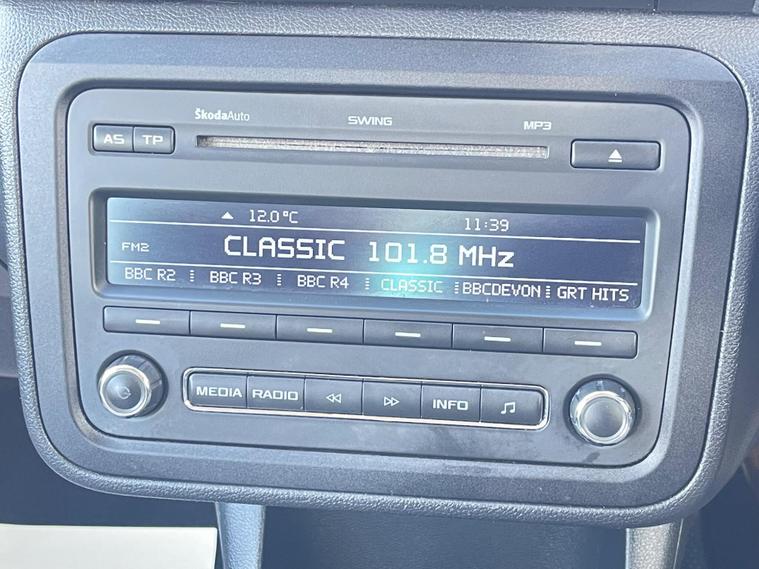 ŠkodaAuto SWING MP3
AS TP
12.0 °C 11:39
FM2 CLASSIC 101.8 MHz
BBC R2 BBC R3 BBC R4 CLASSIC BBCDEVON GRT HITS
MEDIA RADIO INFO